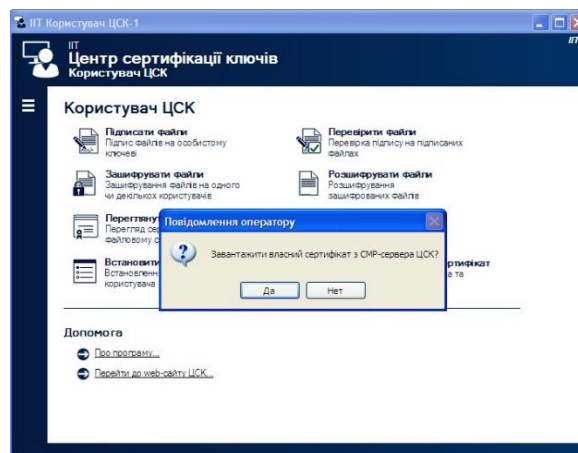 ІІТ Користувач ЦСК-1
ІІТ
ІІТ
Центр сертифікації ключів
Користувач ЦСК
Користувач ЦСК
Підписати файли
Підпис файлів на особистому
ключеві
Перевірити файли
Перевірка підпису на підписаних
файлах
Зашифрувати файли
Зашифрування файлів на одного
чи декількох користувачів
Розшифрувати файли
Розшифрування
зашифрованих файлів
Перегляну
Перегляд се
файловому с
Повідомлення оператору
Завантажити власний сертифікат з CMP-сервера ЦСК?
Да
Нет
Встановити
Встановленн
користувача
ртифікат
а та
Допомога
Про програму...
Перейти до web-сайту ЦСК...